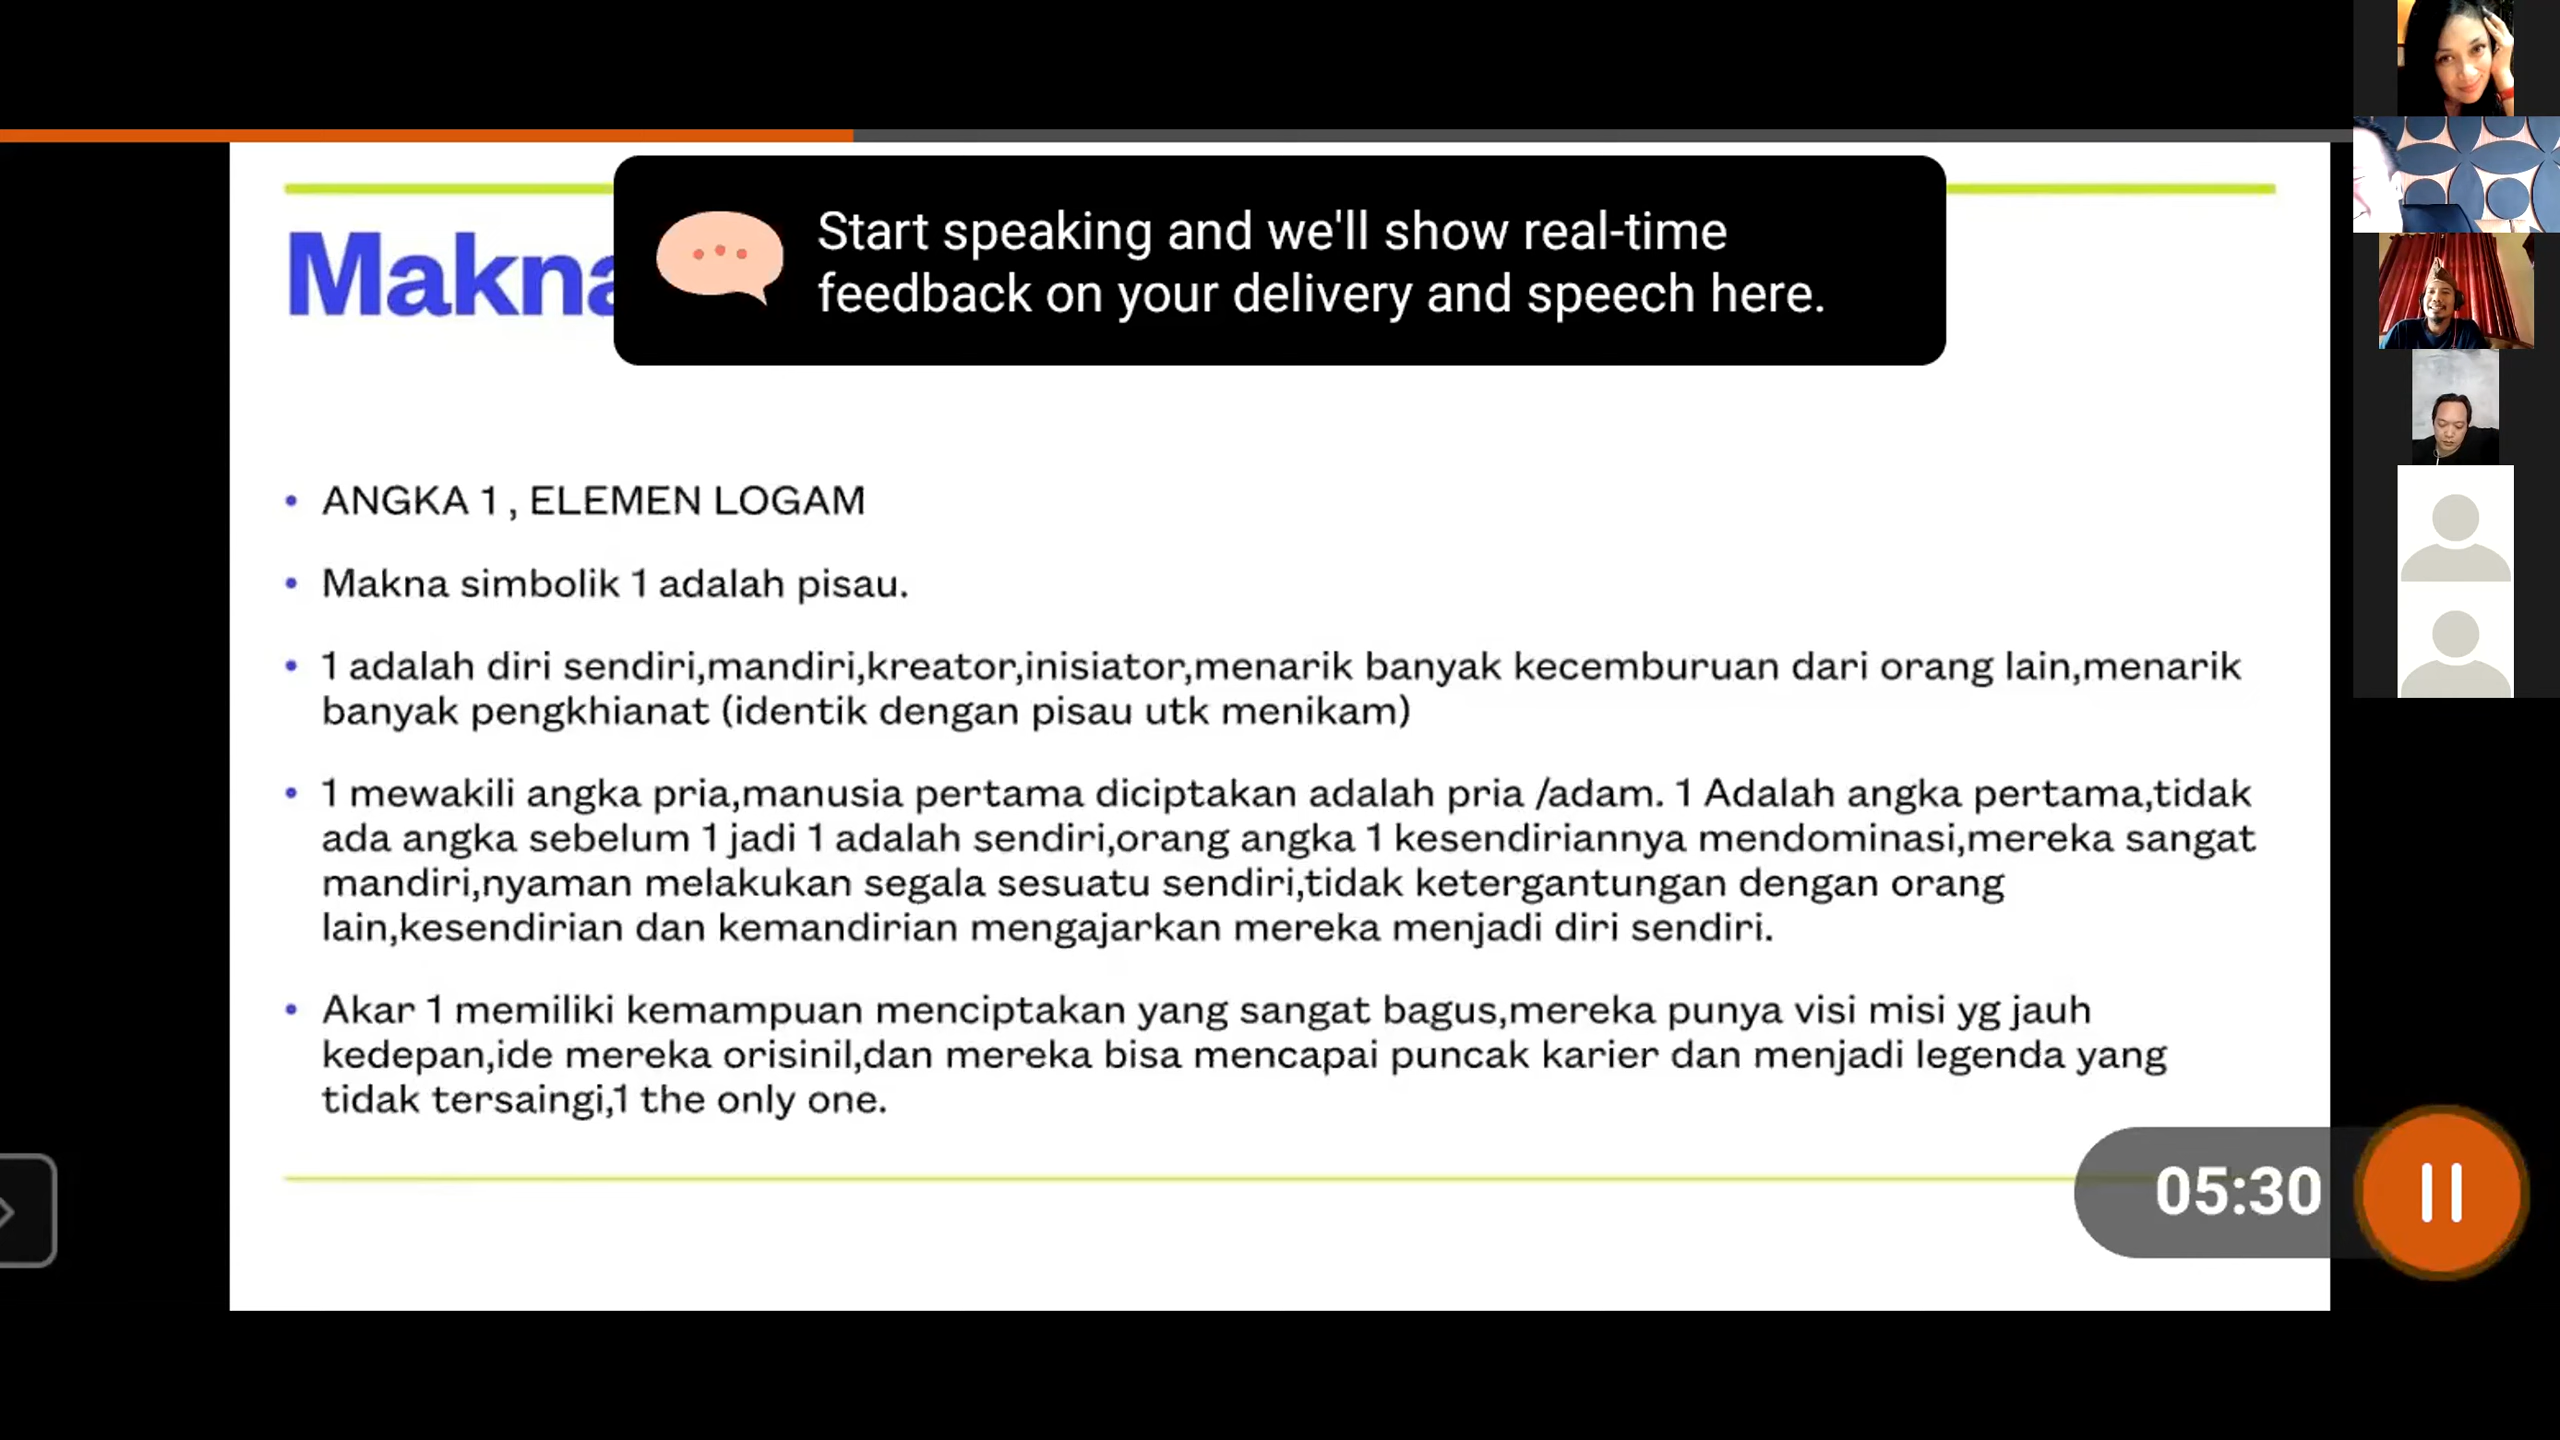 Start speaking and we'll show real-time
feedback on your delivery and speech here.
Makna
• ANGKA 1 , ELEMEN LOGAM
• Makna simbolik 1 adalah pisau.
• 1 adalah diri sendiri,mandiri,kreator,inisiator,menarik banyak kecemburuan dari orang lain,menarik
banyak pengkhianat (identik dengan pisau utk menikam)
• 1 mewakili angka pria,manusia pertama diciptakan adalah pria /adam. 1 Adalah angka pertama,tidak
ada angka sebelum 1 jadi 1 adalah sendiri,orang angka 1 kesendiriannya mendominasi,mereka sangat
mandiri,nyaman melakukan segala sesuatu sendiri,tidak ketergantungan dengan orang
lain,kesendirian dan kemandirian mengajarkan mereka menjadi diri sendiri.
• Akar 1 memiliki kemampuan menciptakan yang sangat bagus,mereka punya visi misi yg jauh
kedepan,ide mereka orisinil,dan mereka bisa mencapai puncak karier dan menjadi legenda yang
tidak tersaingi,1 the only one.
05:30